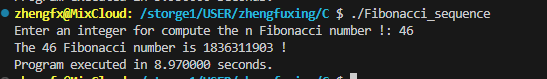 zhengfx@MixCloud: /storge1/USER/zhengfuxing/C $ ./Fibonacci_sequence
Enter an integer for compute the n Fibonacci number !: 46
The 46 Fibonacci number is 1836311903 !
Program executed in 8.970000 seconds.